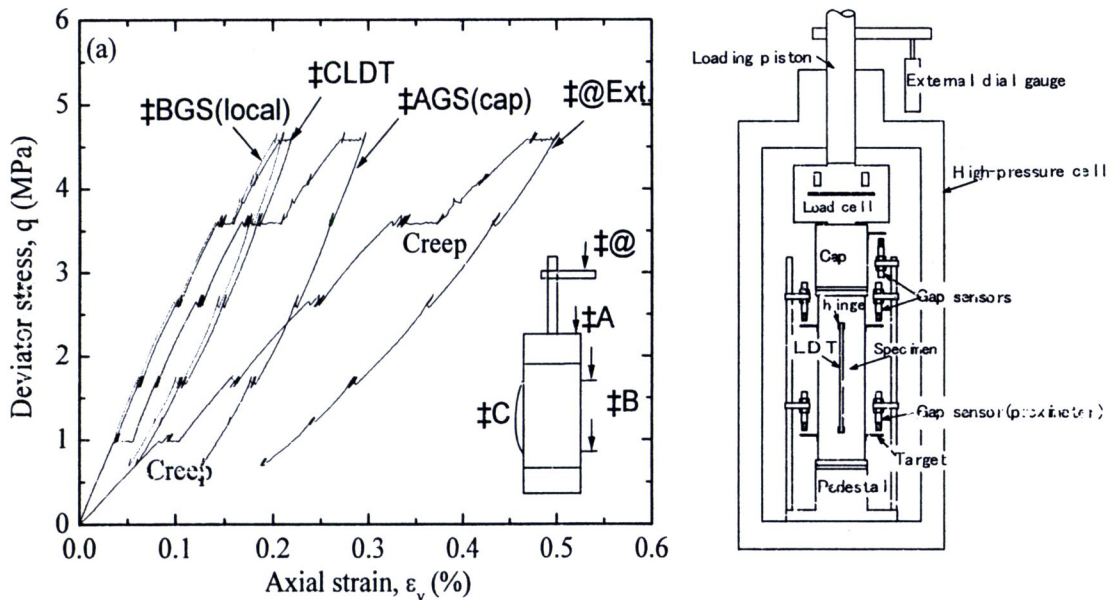 (a)
6
5
4
3
2
1
0
Deviator stress, q (MPa)
‡BGS(local)
‡CLDT
‡AGS(cap)
‡@Ext.
Creep
Creep
‡@
‡A
‡B
‡C
0.0 0.1 0.2 0.3 0.4 0.5 0.6
Axial strain, εv (%)
Loading piston
External dial gauge
High-pressure cell
Load cell
Cap
Gap sensors
hinge
LDT
Specimen
Gap sensor(proximeter)
Target
Pedestal